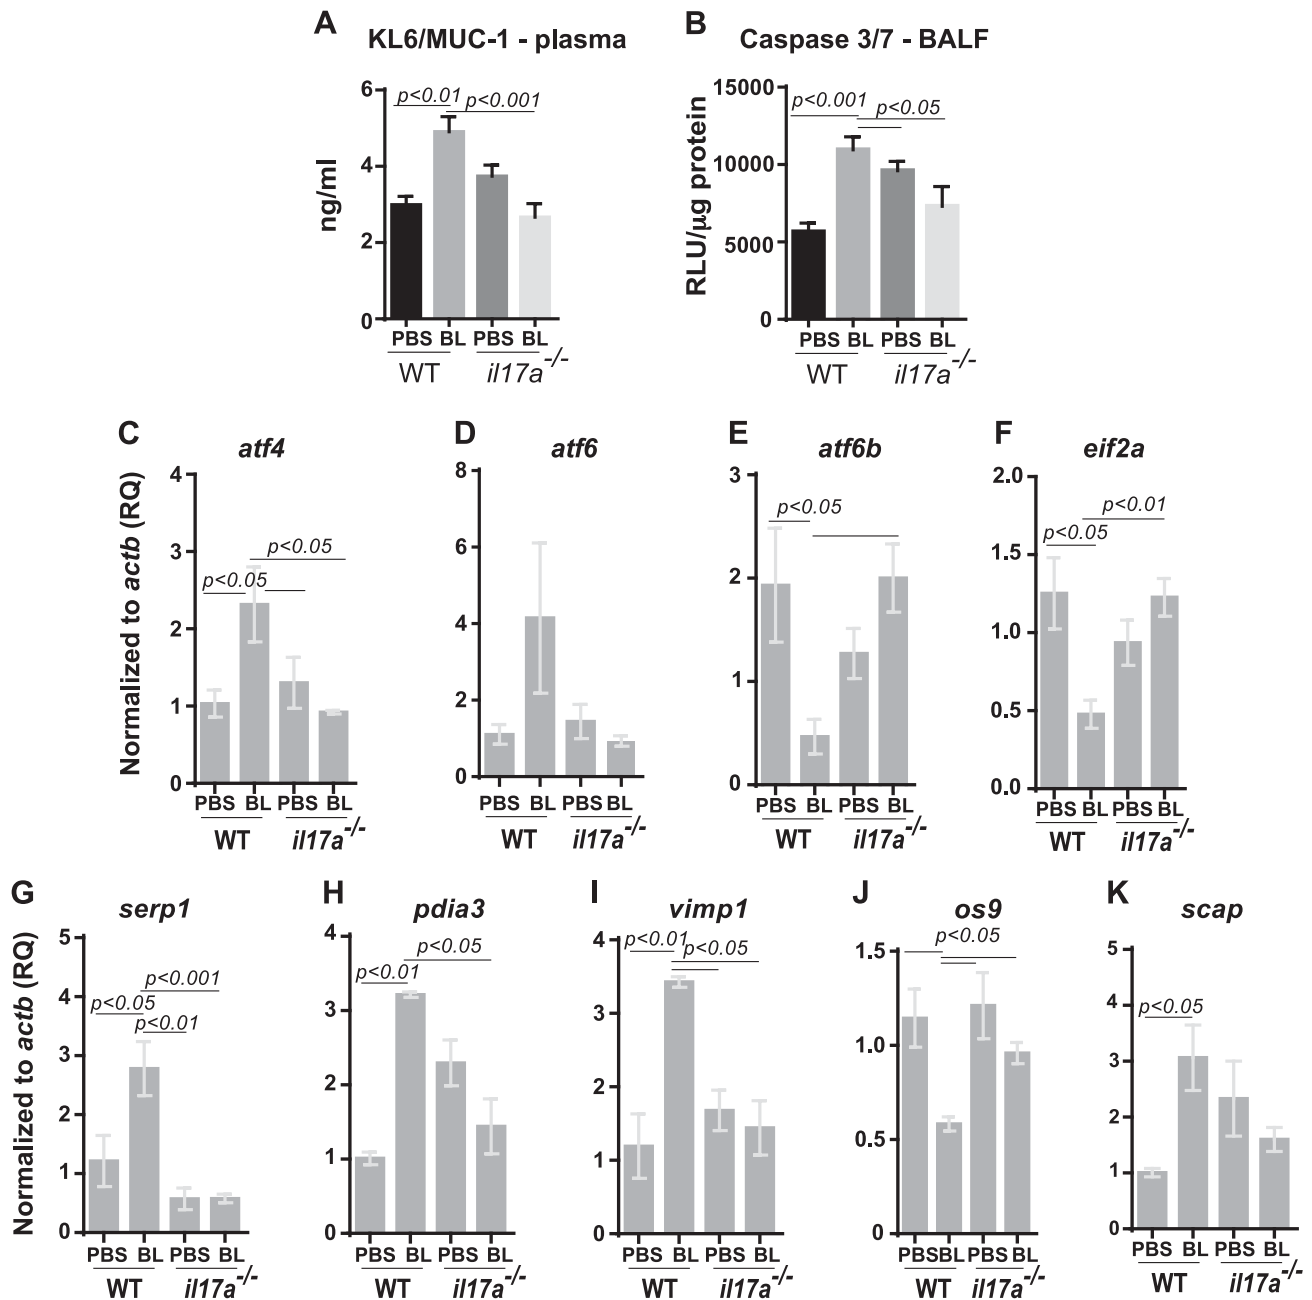 A KL6/MUC-1 - plasma
ng/ml
6
4
2
0
p<0.01
p<0.001
PBS BL PBS BL
WT il17a-/-
B Caspase 3/7 - BALF
RLU/μg protein
15000
10000
5000
0
p<0.001
p<0.05
PBS BL PBS BL
WT il17a-/-
C atf4
Normalized to actb (RQ)
4
3
2
1
0
p<0.05
p<0.05
PBS BL PBS BL
WT il17a-/-
D atf6
8
6
4
2
0
PBS BL PBS BL
WT il17a-/-
E atf6b
3
2
1
0
p<0.05
PBS BL PBS BL
WT il17a-/-
F eif2a
2.0
1.5
1.0
0.5
0.0
p<0.01
p<0.05
PBS BL PBS BL
WT il17a-/-
G serp1
Normalized to actb (RQ)
5
4
3
2
1
0
p<0.001
p<0.05
p<0.01
PBS BL PBS BL
WT il17a-/-
H pdia3
4
3
2
1
0
p<0.05
p<0.01
PBS BL PBS BL
WT il17a-/-
I vimp1
4
3
2
1
0
p<0.01
p<0.05
PBS BL PBS BL
WT il17a-/-
J os9
1.5
1.0
0.5
0
p<0.05
PBS BL PBS BL
WT il17a-/-
K scap
5
4
3
2
1
0
p<0.05
PBS BL PBS BL
WT il17a-/-